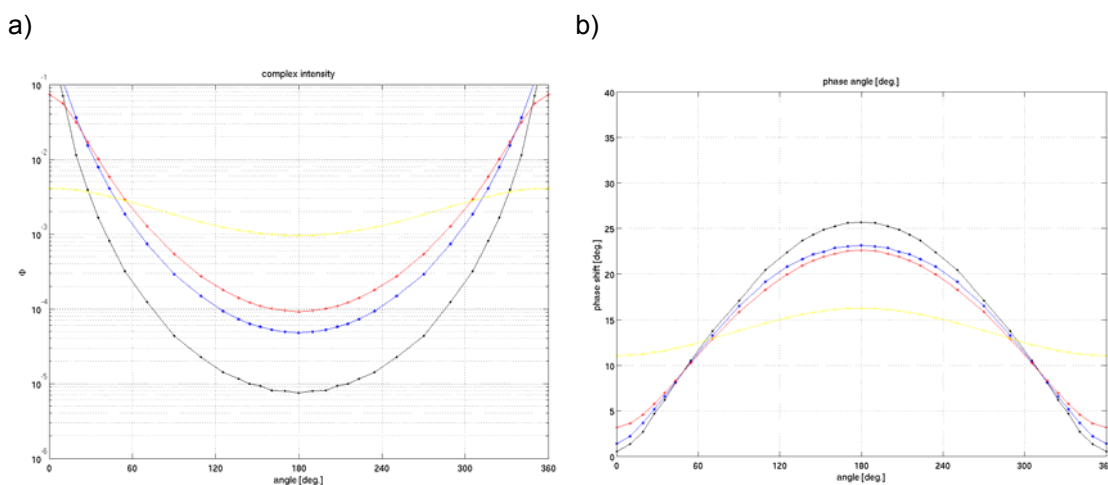 a)
b)
complex intensity
10^-1
10^-2
10^-3
10^-4
10^-5
10^-6
Φ
0 60 120 180 240 300 360
angle [deg.]
phase angle [deg.]
40
35
30
25
20
15
10
5
0
phase shift [deg.]
0 60 120 180 240 300 360
angle [deg.]